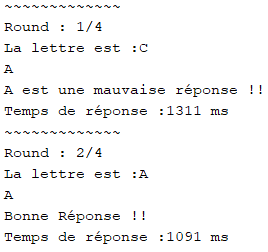 ~~~~~~~~~~~~~
Round : 1/4
La lettre est :C
A
A est une mauvaise réponse !!
Temps de réponse :1311 ms
~~~~~~~~~~~~~
Round : 2/4
La lettre est :A
A
Bonne Réponse !!
Temps de réponse :1091 ms